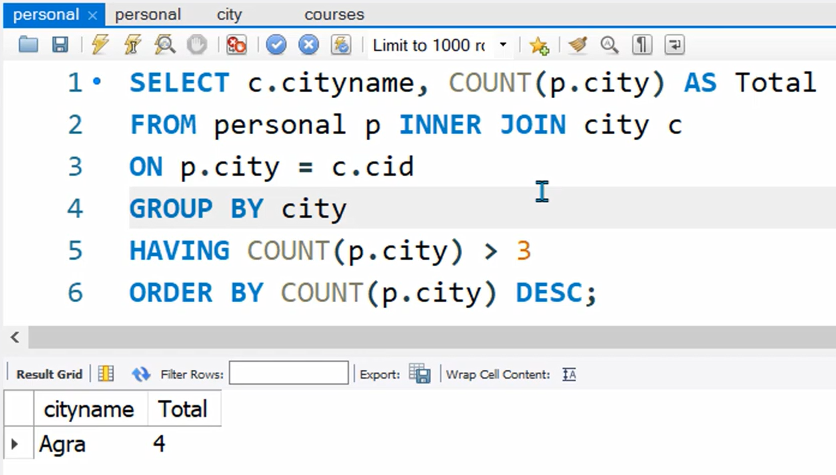 personal personal city courses
Limit to 1000 rc
1 SELECT c.cityname, COUNT(p.city) AS Total
2 FROM personal p INNER JOIN city c
3 ON p.city = c.cid
4 GROUP BY city
5 HAVING COUNT(p.city) > 3
6 ORDER BY COUNT(p.city) DESC;
Result Grid Filter Rows: Export: Wrap Cell Content:
cityname Total
Agra 4